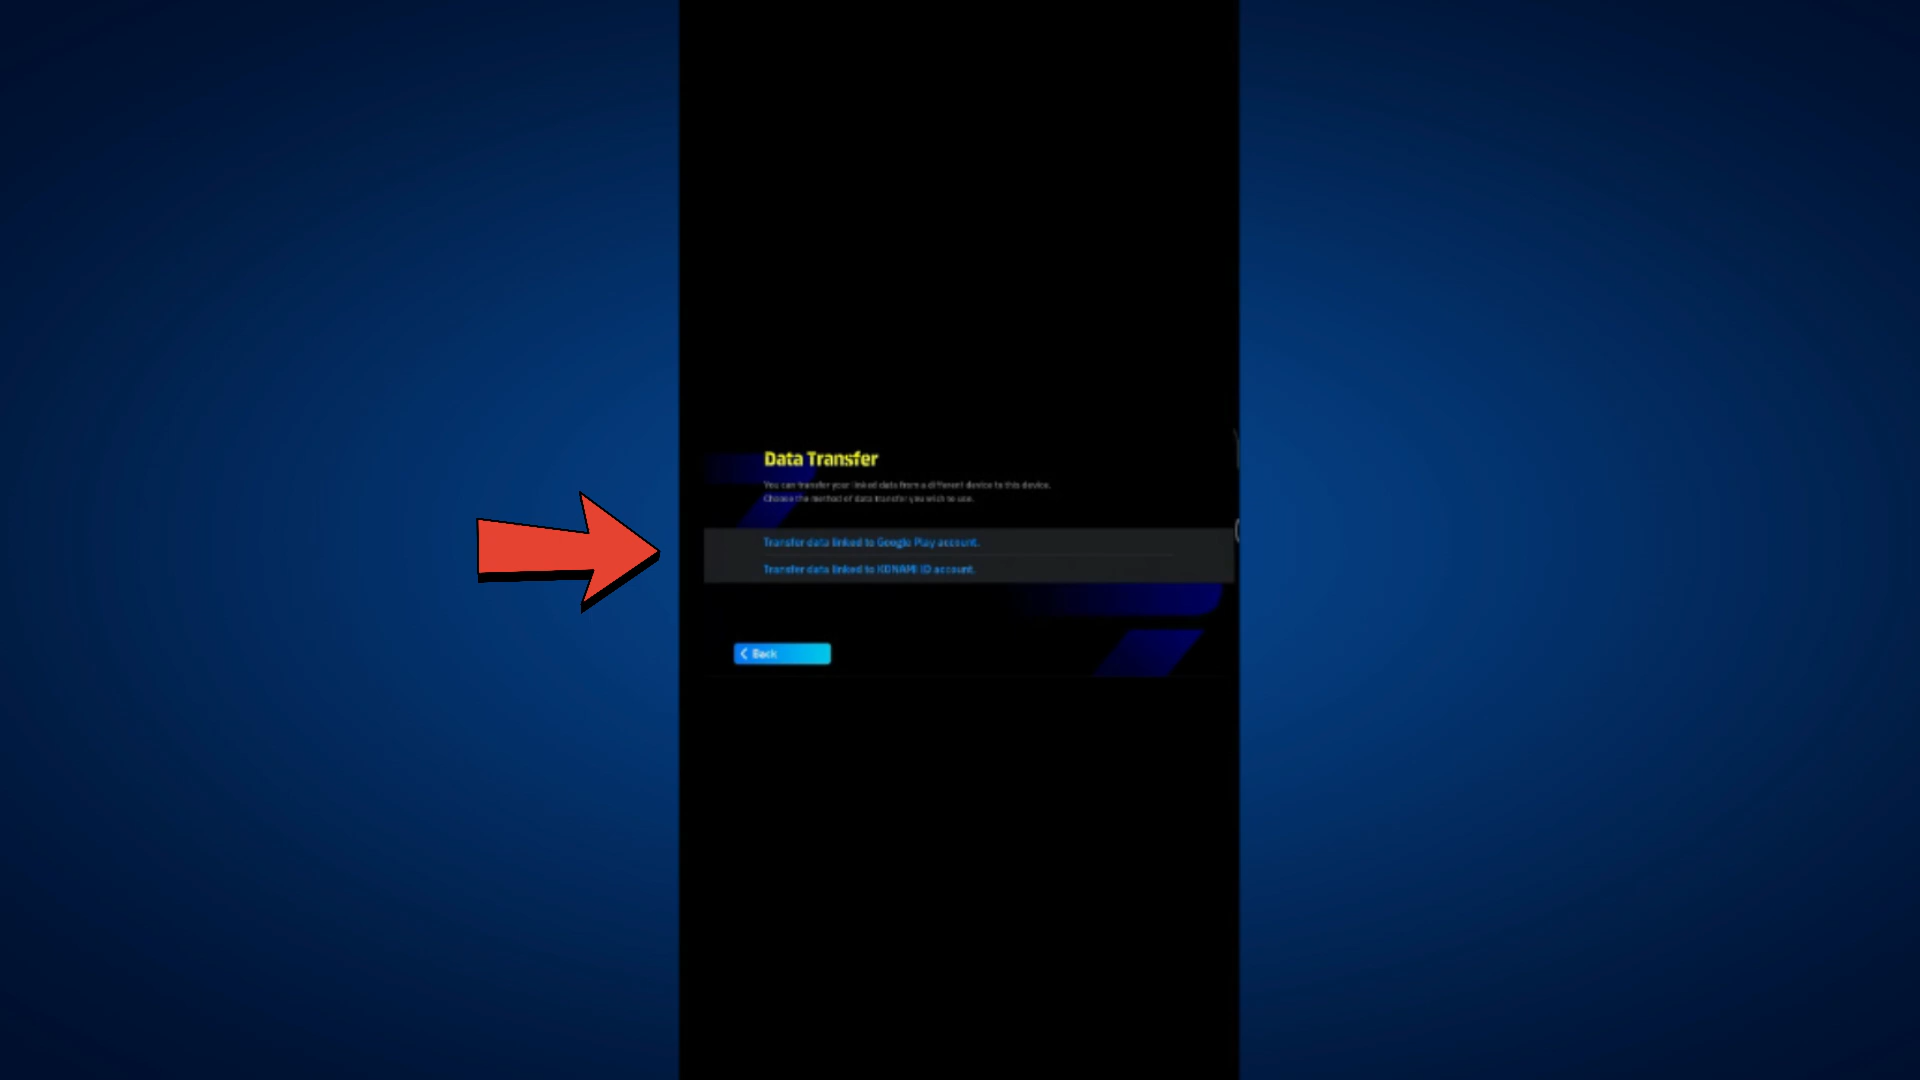 Data Transfer
You can transfer your linked data from a different device to this device.
Choose the method of data transfer you wish to use.
Transfer data linked to Google Play account.
Transfer data linked to KONAMI ID account.
Back